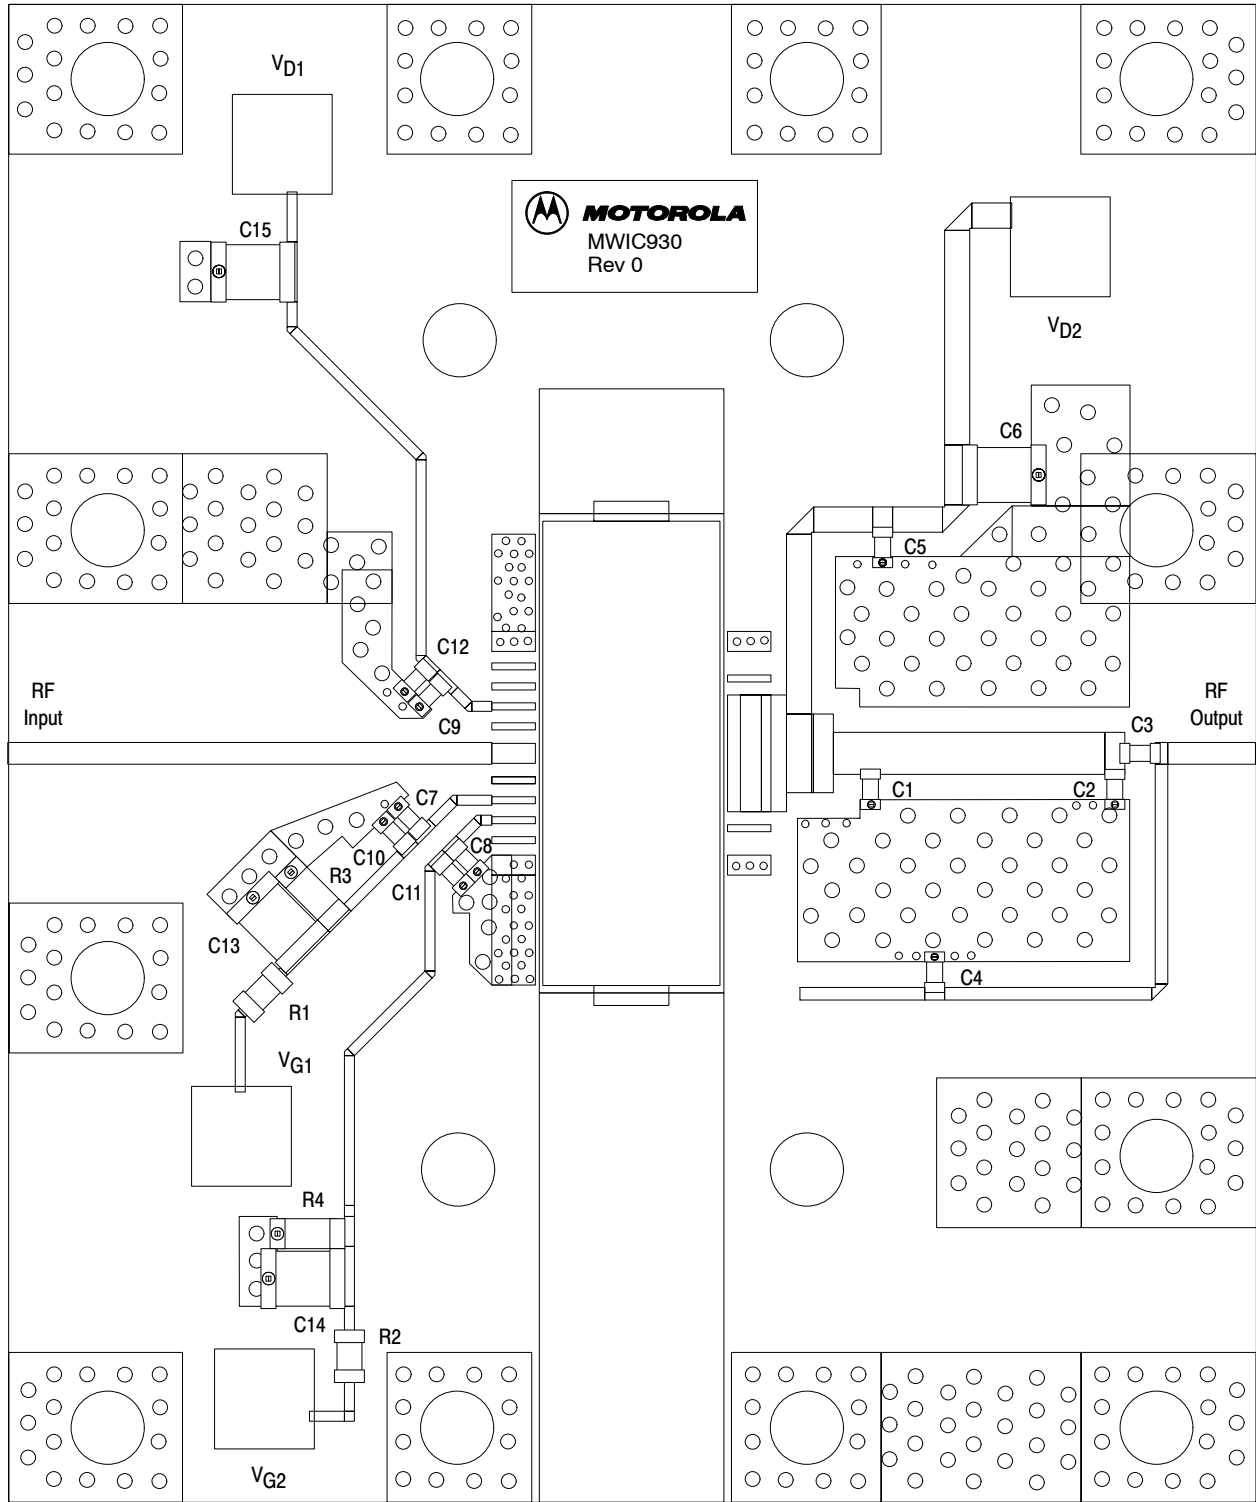 VD1
MOTOROLA
MWIC930
Rev 0
C15
VD2
C6
C5
C12
RF
Input
C9
RF
Output
C3
C7
C1
C2
C10
C8
R3
C11
C13
C4
R1
VG1
R4
C14
R2
VG2